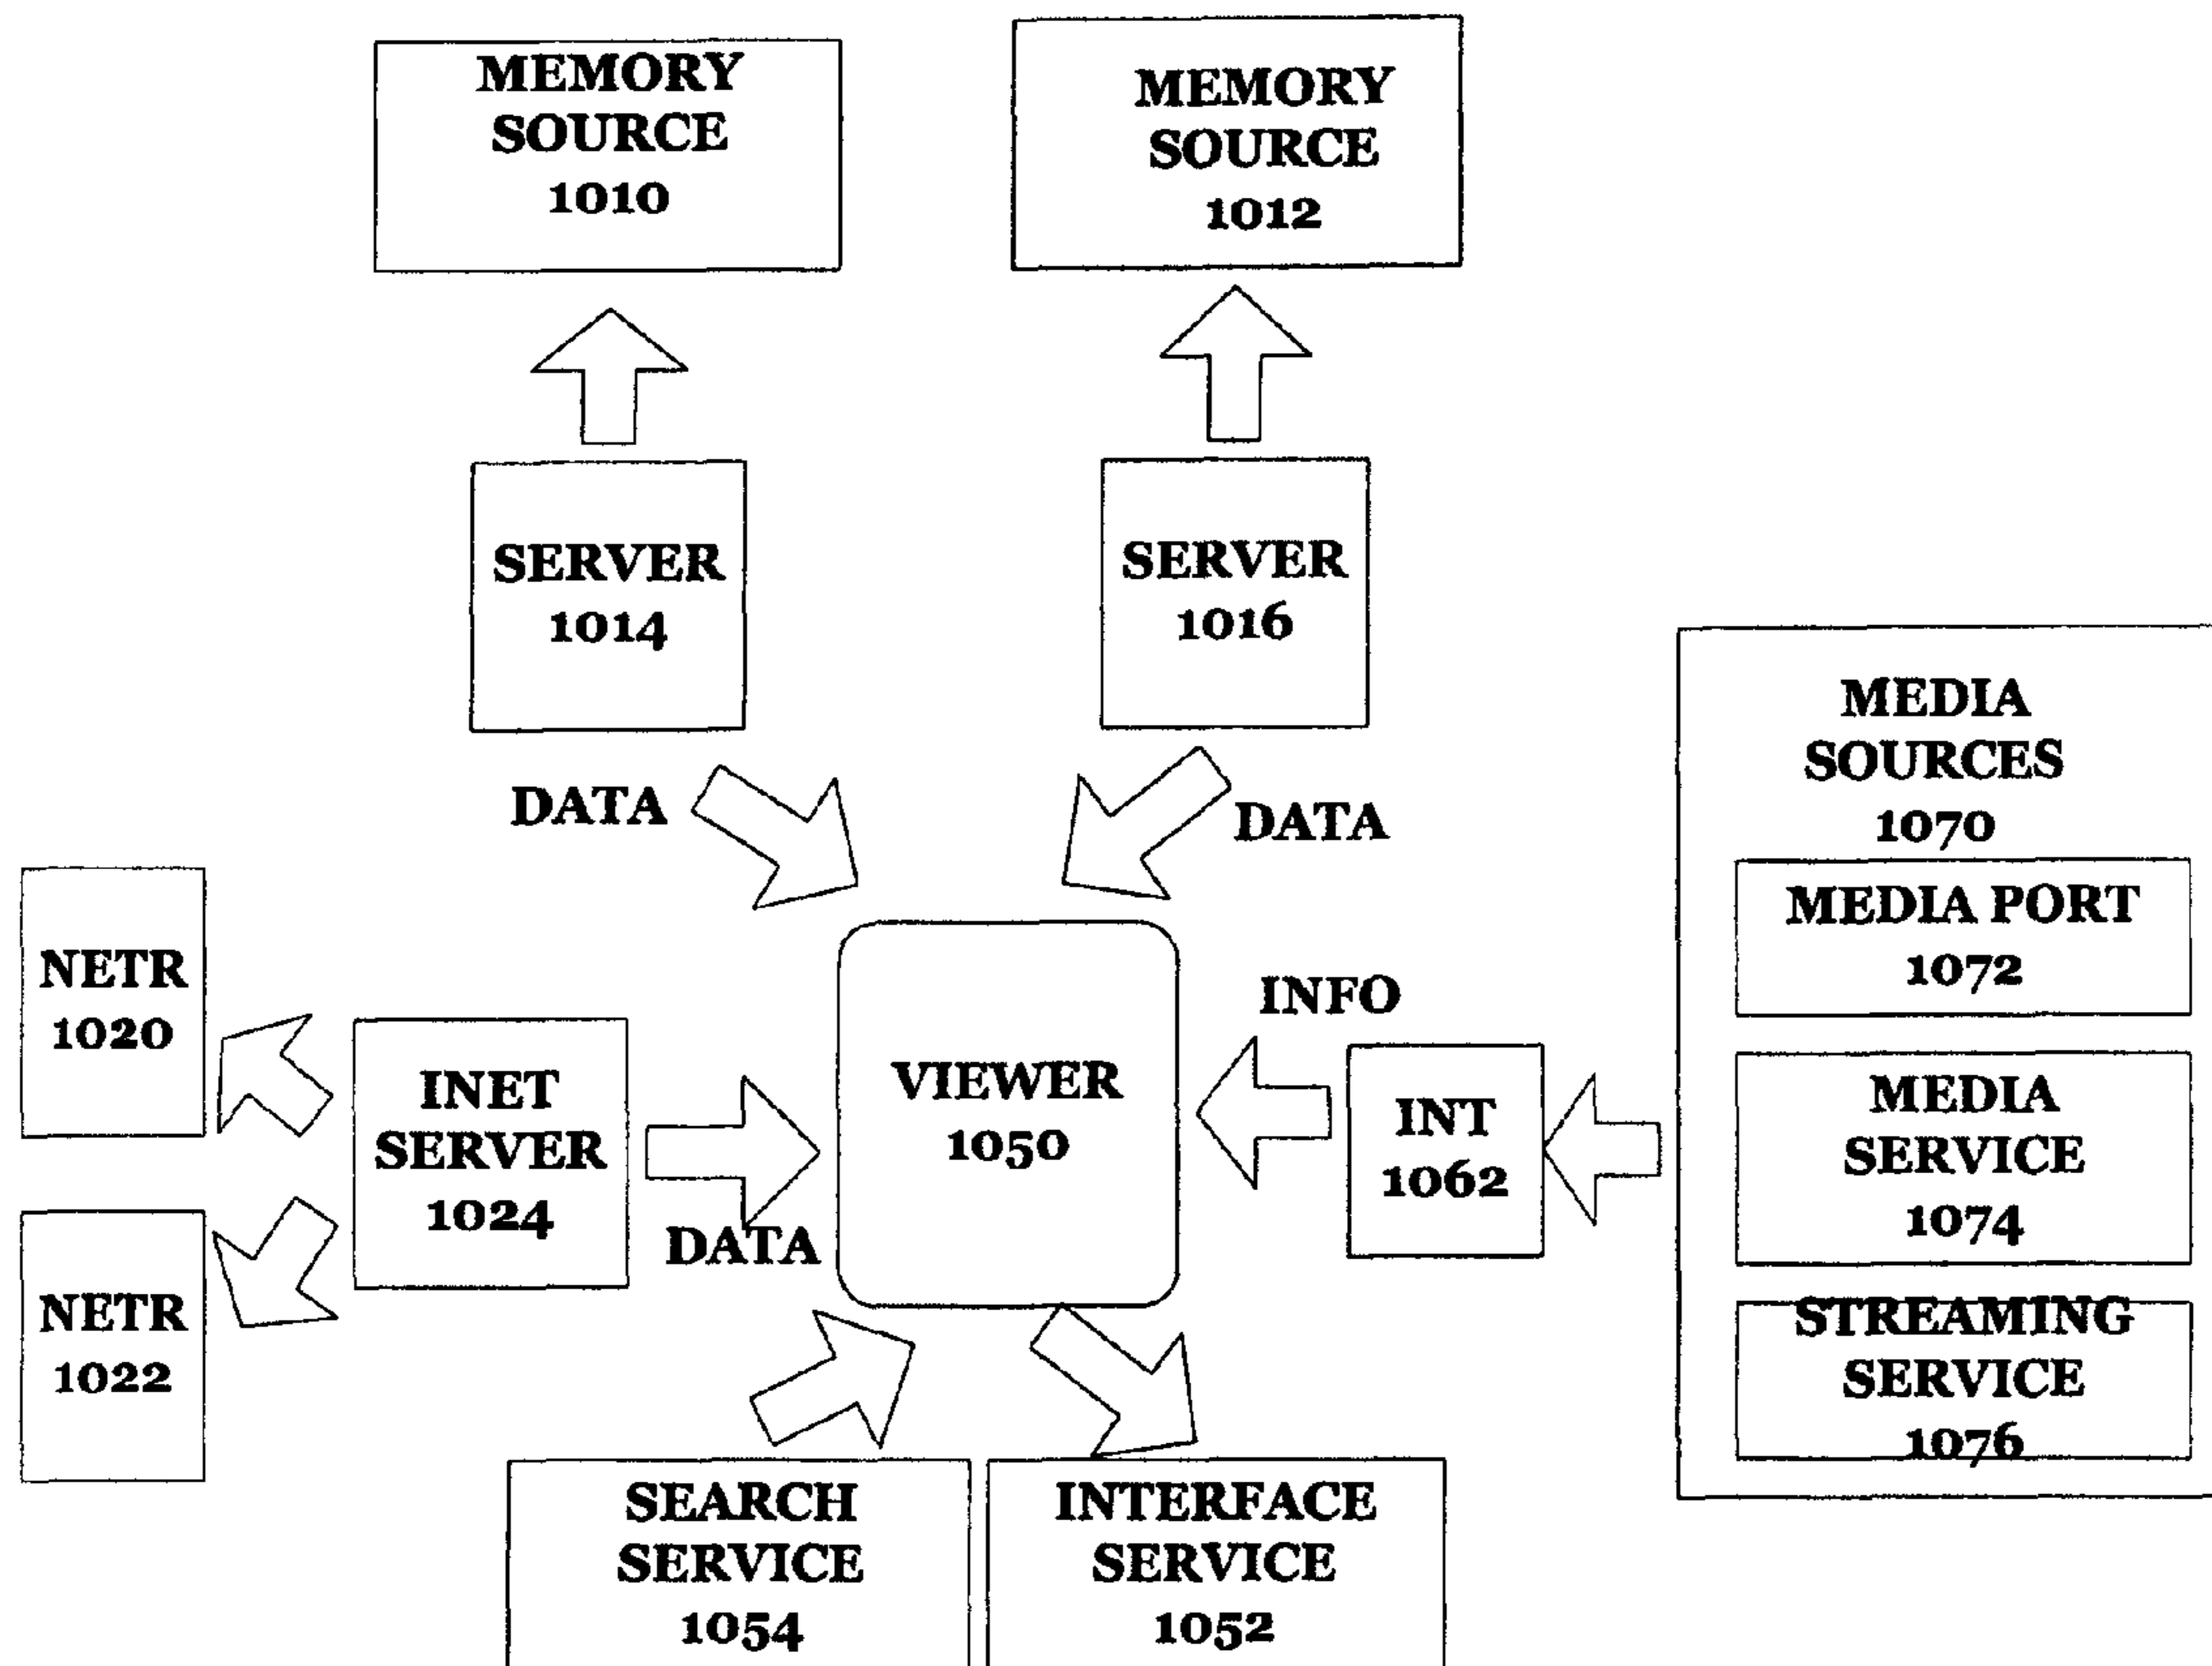 MEMORY
SOURCE
1010
MEMORY
SOURCE
1012
SERVER
1014
SERVER
1016
DATA
DATA
MEDIA
SOURCES
1070
MEDIA PORT
1072
MEDIA
SERVICE
1074
STREAMING
SERVICE
1076
NETR
1020
INET
SERVER
1024
DATA
VIEWER
1050
INFO
INT
1062
NETR
1022
SEARCH
SERVICE
1054
INTERFACE
SERVICE
1052